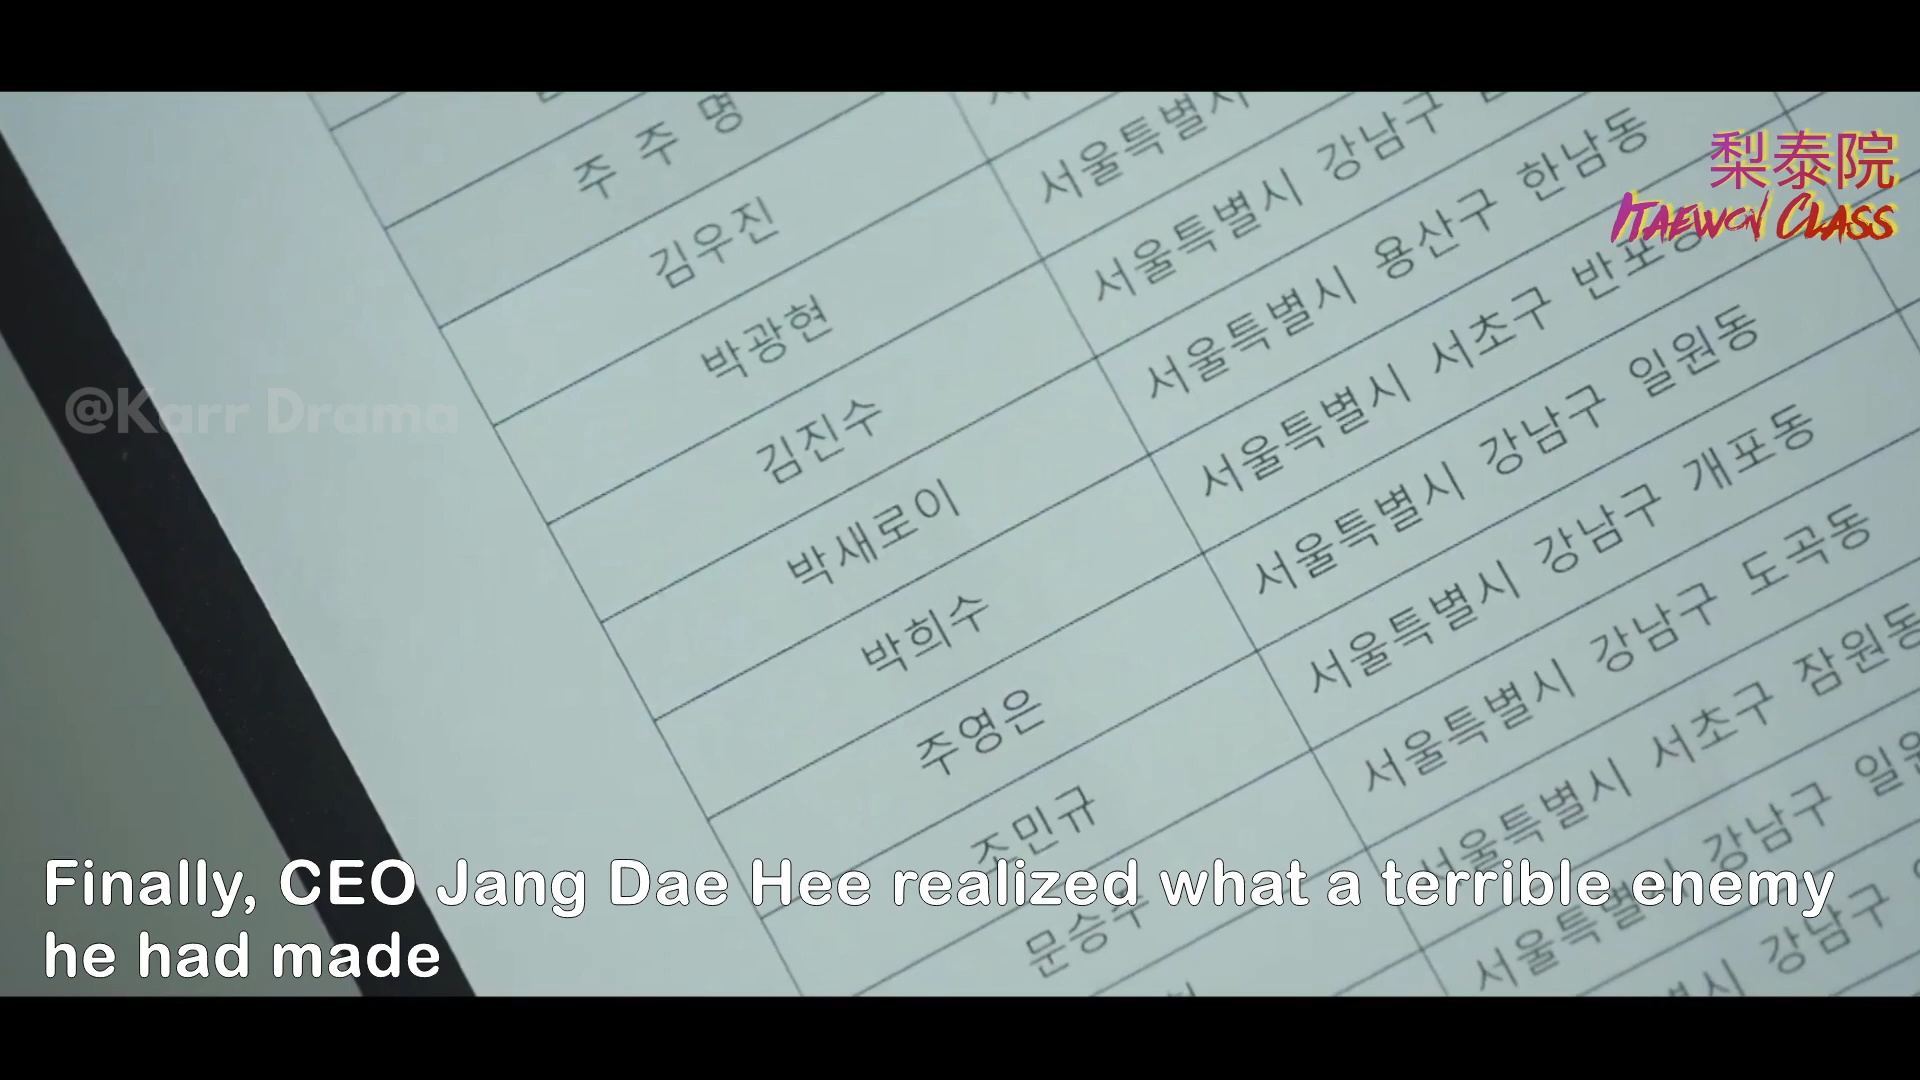 주 주 명
김우진
박광현 서울특별시
김진수 서울특별시 강남구
박새로이 서울특별시 용산구 한남동
박희수 서울특별시 서초구 반포동
주영은 서울특별시 강남구 일원동
조민규 서울특별시 강남구 개포동
서울특별시 강남구 도곡동
서울특별시 서초구 잠원동
서울특별시 강남구
강남구
梨泰院
ITAEWON CLASS
@Karr Drama
Finally, CEO Jang Dae Hee realized what a terrible enemy
he had made